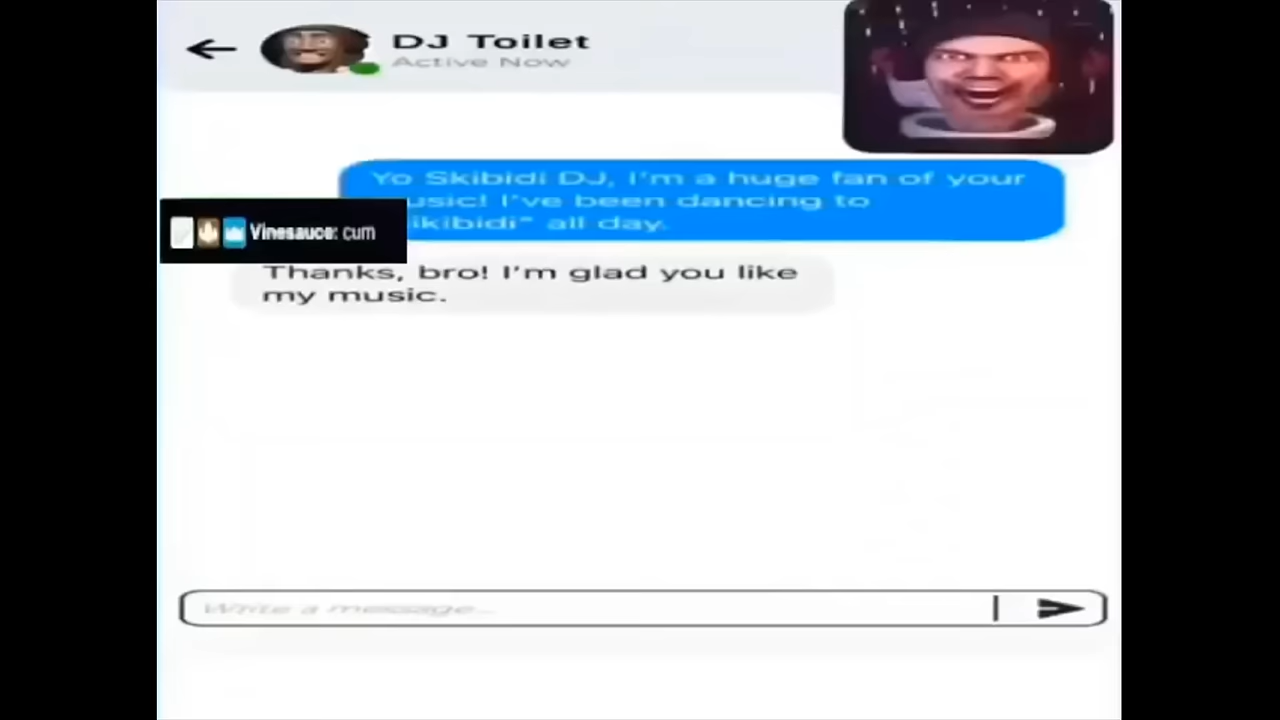 DJ Toilet
Active Now
Yo Skibidi DJ, I'm a huge fan of your
usic! I've been dancing to
ikibidi" all day.
Vinesauce: cum
Thanks, bro! I'm glad you like
my music.
Write a message...